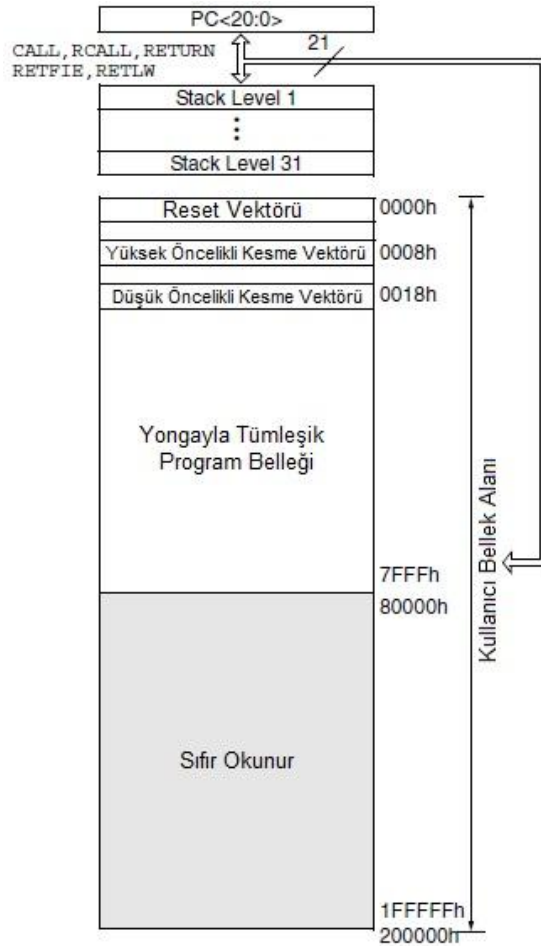 PC<20:0>
CALL,RCALL,RETURN
RETFIE,RETLW
21
Stack Level 1
Stack Level 31
Reset Vektörü
0000h
Yüksek Öncelikli Kesme Vektörü
0008h
Düşük Öncelikli Kesme Vektörü
0018h
Yongayla Tümleşik
Program Belleği
7FFFh
80000h
Kullanıcı Bellek Alanı
Sıfır Okunur
1FFFFFh
200000h